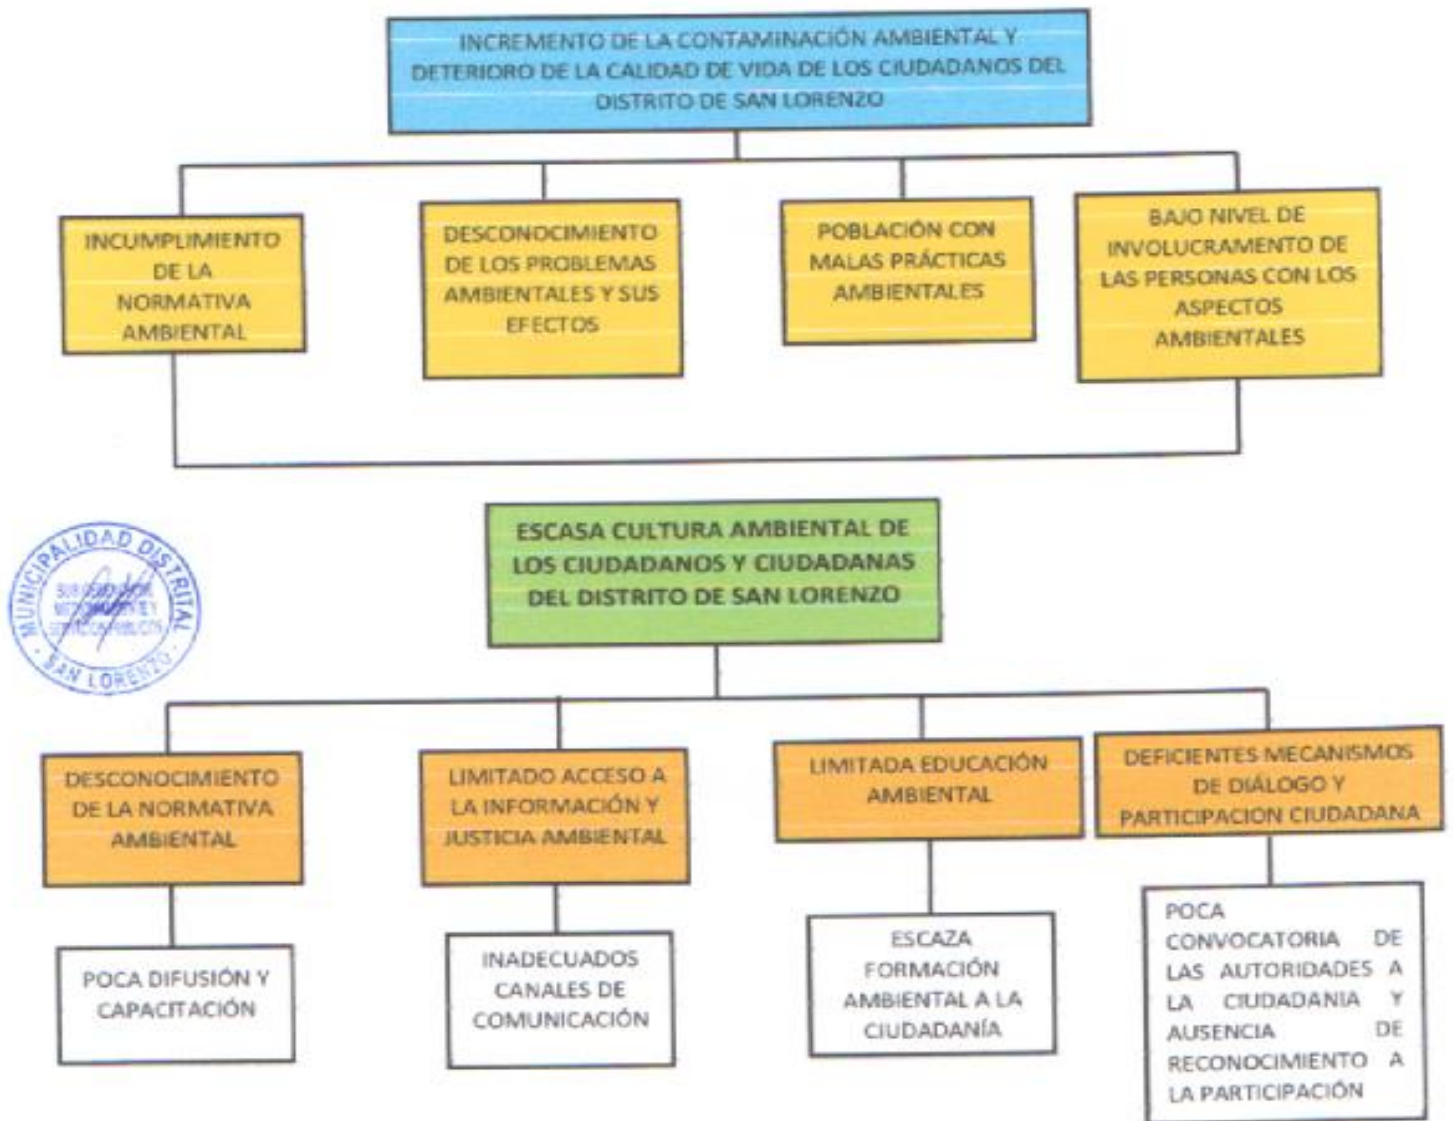 INCREMENTO DE LA CONTAMINACIÓN AMBIENTAL Y
DETERIORO DE LA CALIDAD DE VIDA DE LOS CIUDADANOS DEL
DISTRITO DE SAN LORENZO
INCUMPLIMIENTO
DE LA
NORMATIVA
AMBIENTAL
DESCONOCIMIENTO
DE LOS PROBLEMAS
AMBIENTALES Y SUS
EFECTOS
POBLACIÓN CON
MALAS PRÁCTICAS
AMBIENTALES
BAJO NIVEL DE
INVOLUCRAMENTO DE
LAS PERSONAS CON LOS
ASPECTOS
AMBIENTALES
ESCASA CULTURA AMBIENTAL DE
LOS CIUDADANOS Y CIUDADANAS
DEL DISTRITO DE SAN LORENZO
MUNICIPALIDAD DISTRITAL
SAN LORENZO
DESCONOCIMIENTO
DE LA NORMATIVA
AMBIENTAL
LIMITADO ACCESO A
LA INFORMACIÓN Y
JUSTICIA AMBIENTAL
LIMITADA EDUCACIÓN
AMBIENTAL
DEFICIENTES MECANISMOS
DE DIÁLOGO Y
PARTICIPACION CIUDADANA
POCA DIFUSIÓN Y
CAPACITACIÓN
INADECUADOS
CANALES DE
COMUNICACIÓN
ESCAZA
FORMACIÓN
AMBIENTAL A LA
CIUDADANÍA
POCA
CONVOCATORIA DE
LAS AUTORIDADES A
LA CIUDADANIA Y
AUSENCIA DE
RECONOCIMIENTO A
LA PARTICIPACIÓN